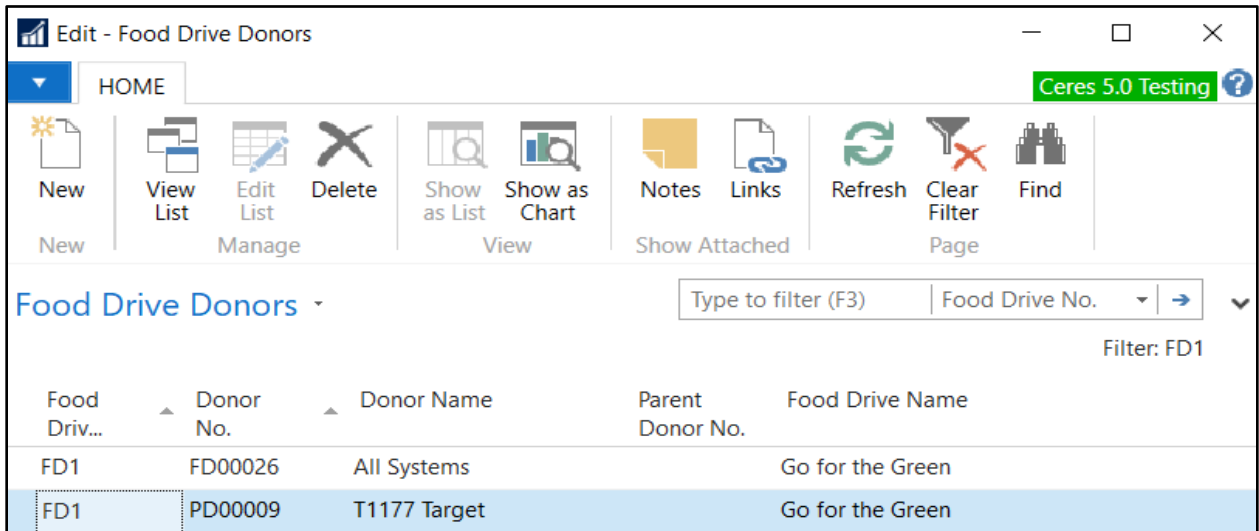 Edit - Food Drive Donors
HOME
Ceres 5.0 Testing ?
New View Edit Delete Show Show as Notes Links Refresh Clear Find
List List as List Chart Filter
New Manage View Show Attached Page
Food Drive Donors
Type to filter (F3) Food Drive No.
Filter: FD1
Food Donor Donor Name Parent Food Drive Name
Driv... No. Donor No.
FD1 FD00026 All Systems Go for the Green
FD1 PD00009 T1177 Target Go for the Green